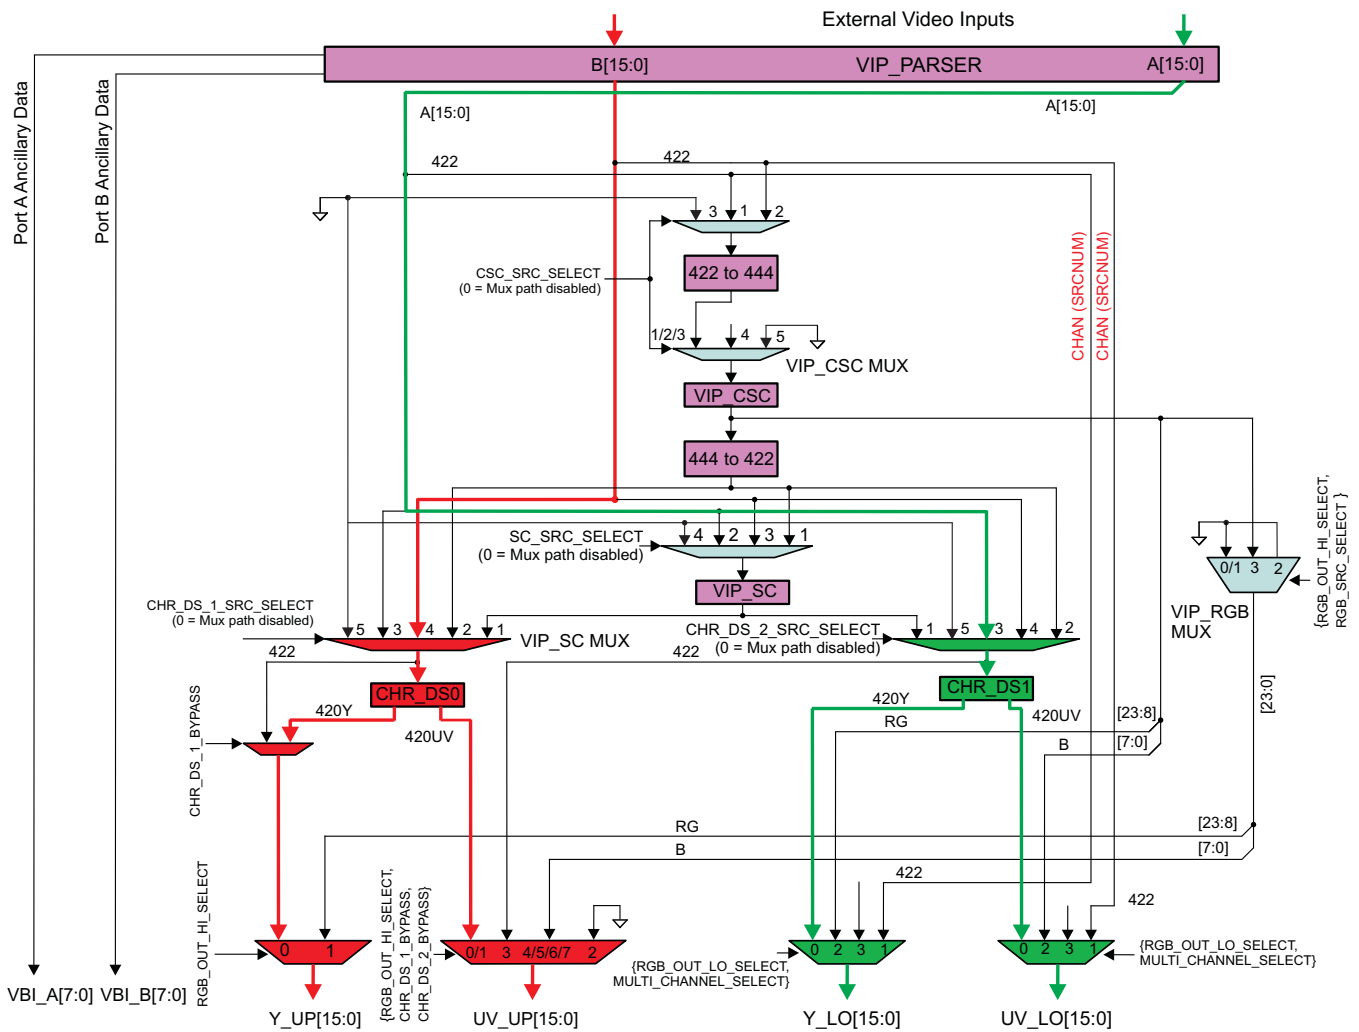 External Video Inputs
B[15:0]
VIP_PARSER
A[15:0]
A[15:0]
A[15:0]
Port A Ancillary Data
Port B Ancillary Data
422
422
3 1 2
CSC_SRC_SELECT
(0 = Mux path disabled)
422 to 444
CHAN (SRCNUM)
CHAN (SRCNUM)
1/2/3 4 5
VIP_CSC MUX
VIP_CSC
444 to 422
SC_SRC_SELECT
(0 = Mux path disabled)
4 2 3 1
{RGB_OUT_HI_SELECT,
RGB_SRC_SELECT }
0/1 3 2
VIP_SC
VIP_RGB
MUX
CHR_DS_1_SRC_SELECT
(0 = Mux path disabled)
5 3 4 2 1
VIP_SC MUX
CHR_DS_2_SRC_SELECT
(0 = Mux path disabled)
1 5 3 4 2
422
422
CHR_DS0
CHR_DS1
420Y
420UV
420Y
420UV
CHR_DS_1_BYPASS
RG
[23:8]
B
[7:0]
[23:0]
RG
[23:8]
B
[7:0]
422
422
RGB_OUT_HI_SELECT
0 1
{RGB_OUT_HI_SELECT,
CHR_DS_1_BYPASS,
CHR_DS_2_BYPASS}
0/1 3 4/5/6/7 2
0 2 3 1
0 2 3 1
{RGB_OUT_LO_SELECT,
MULTI_CHANNEL_SELECT}
{RGB_OUT_LO_SELECT,
MULTI_CHANNEL_SELECT}
VBI_A[7:0]
VBI_B[7:0]
Y_UP[15:0]
UV_UP[15:0]
Y_LO[15:0]
UV_LO[15:0]